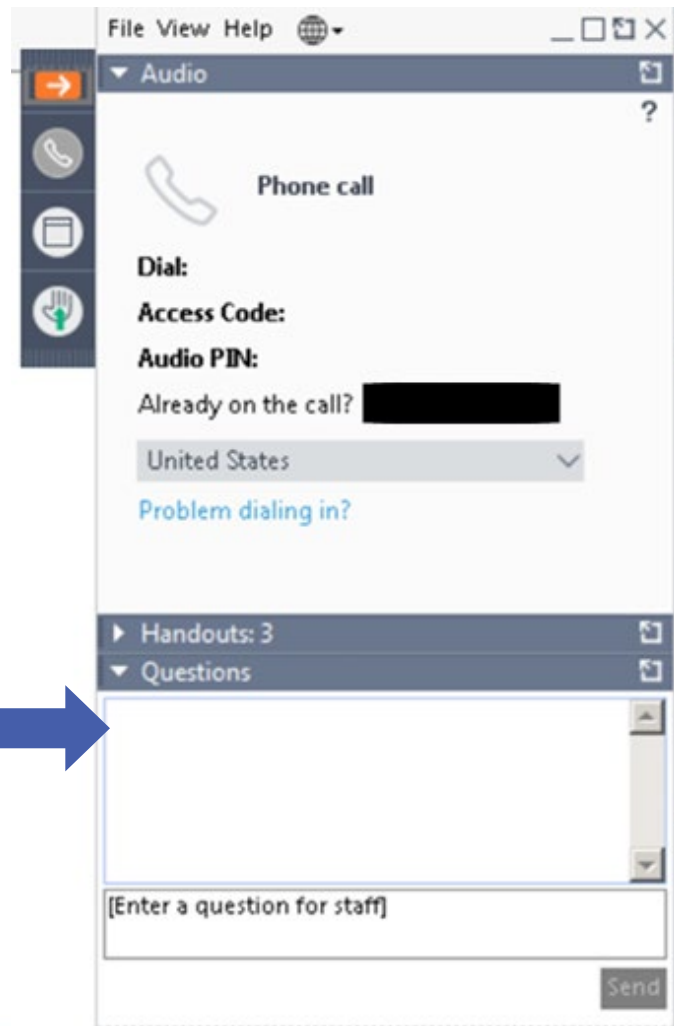 File View Help
Audio
?
Phone call
Dial:
Access Code:
Audio PIN:
Already on the call?
United States
Problem dialing in?
Handouts: 3
Questions
[Enter a question for staff]
Send